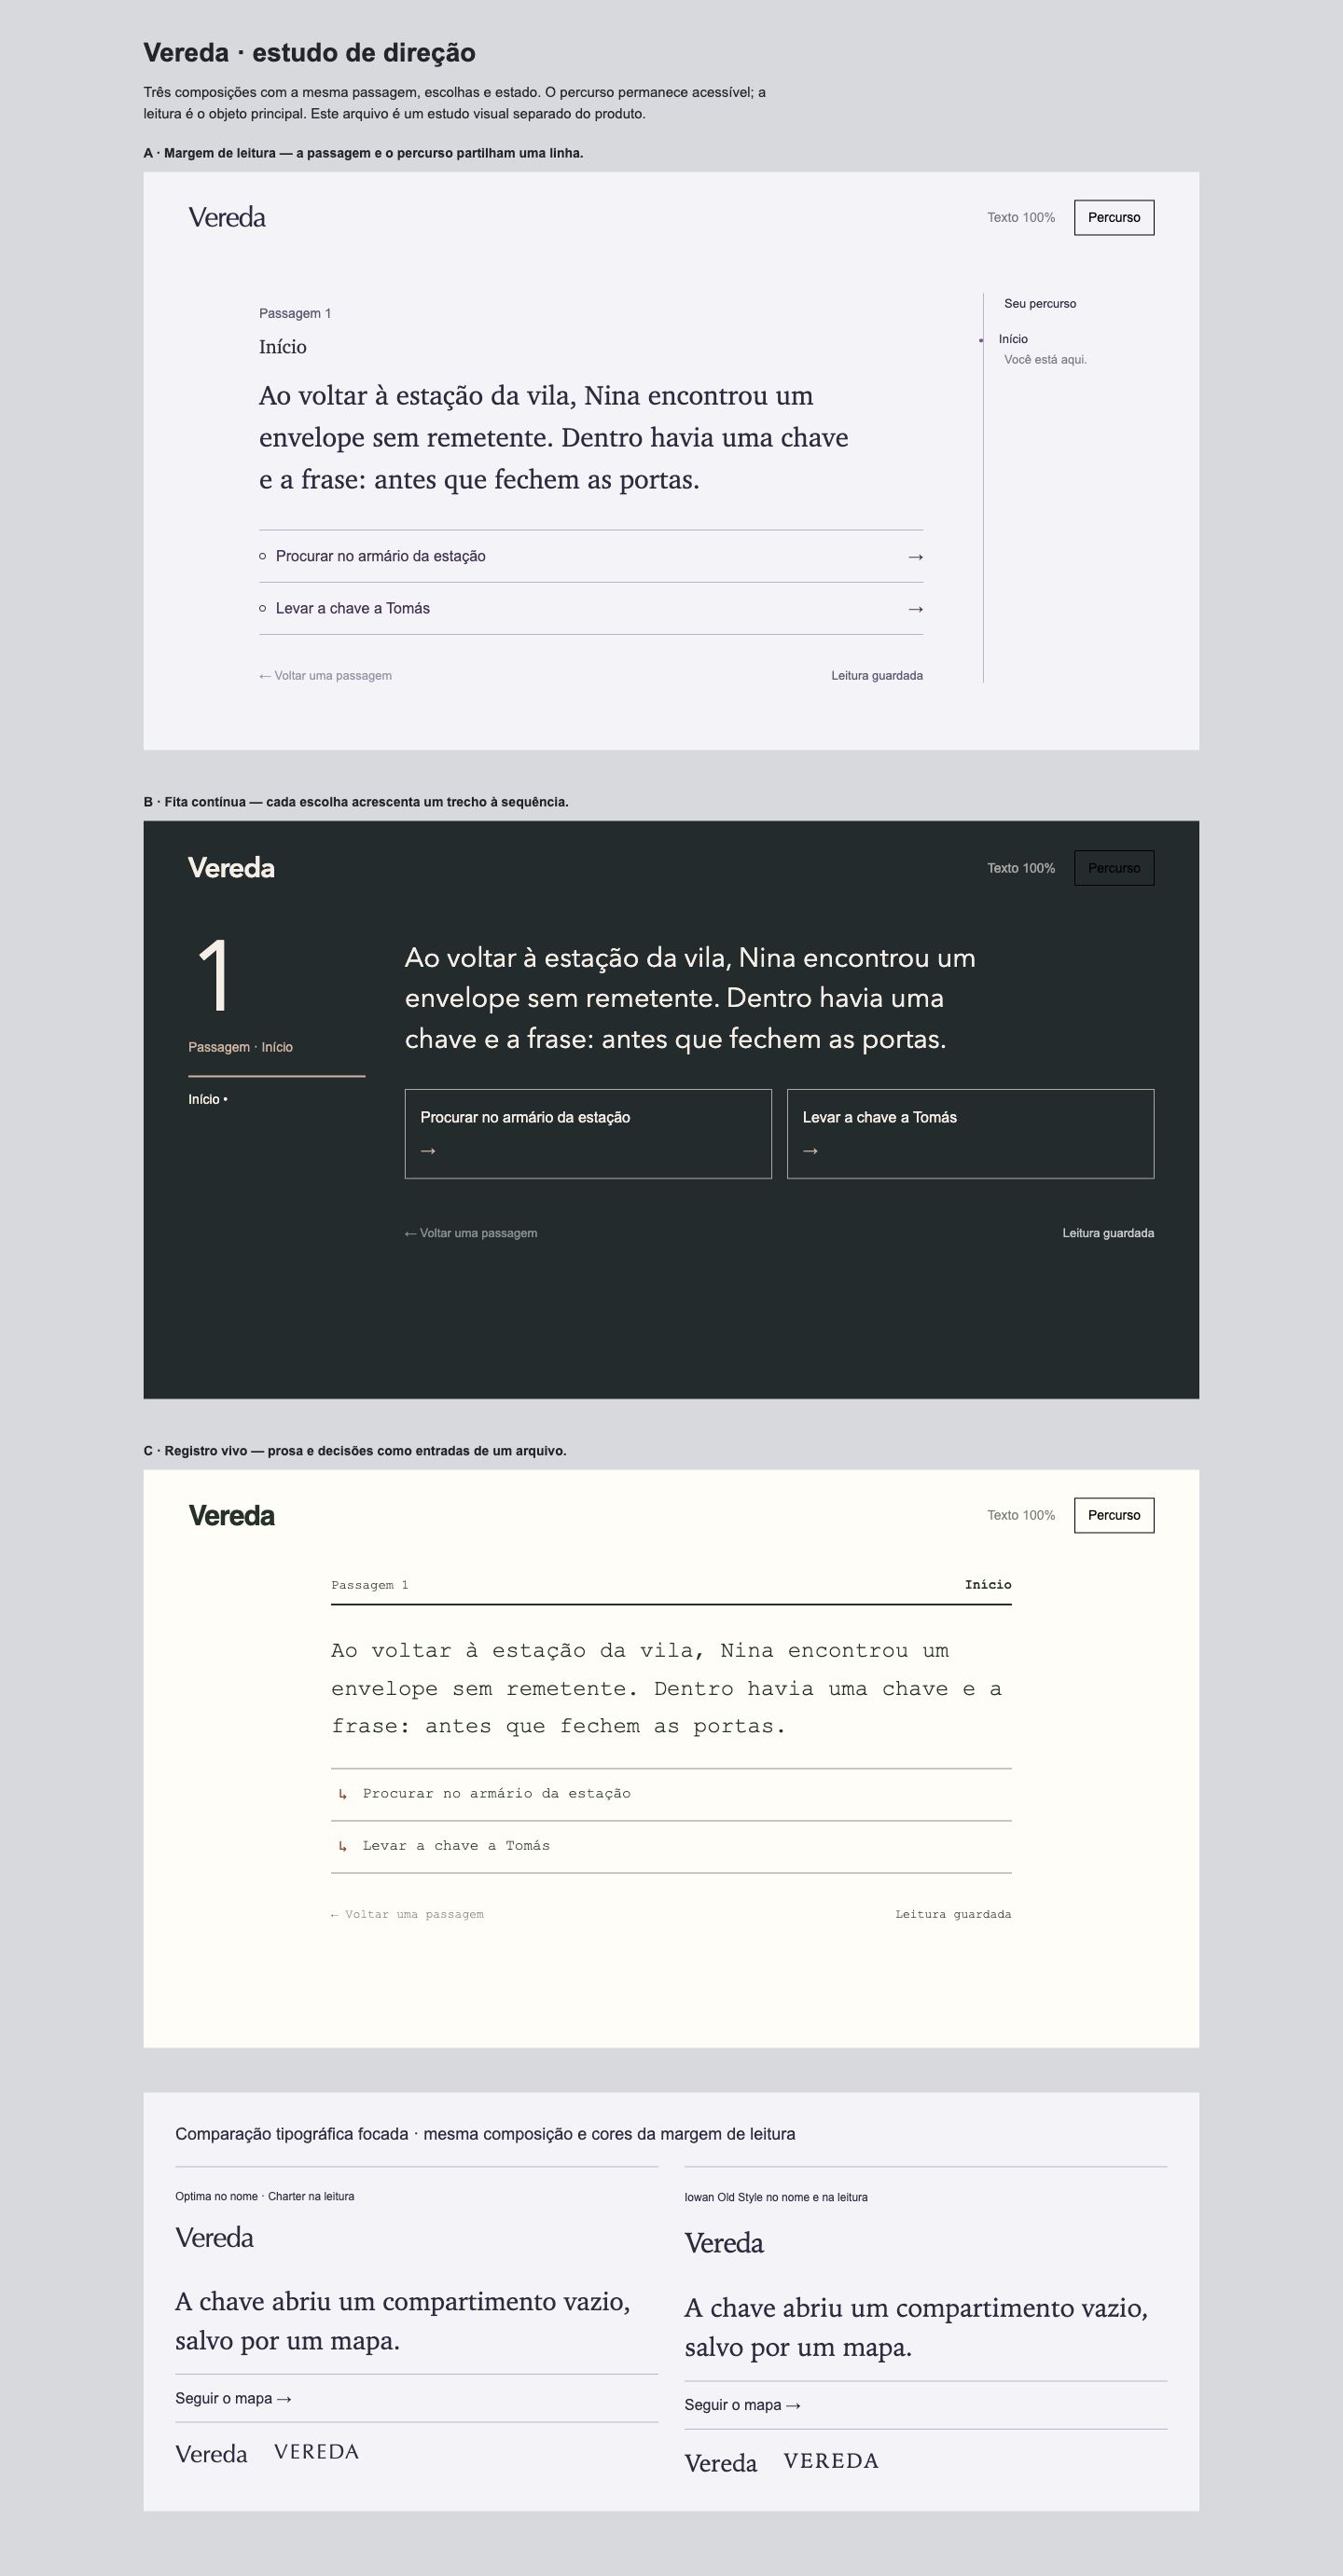 Vereda · estudo de direção
Três composições com a mesma passagem, escolhas e estado. O percurso permanece acessível; a
leitura é o objeto principal. Este arquivo é um estudo visual separado do produto.
A · Margem de leitura — a passagem e o percurso partilham uma linha.
Vereda
Texto 100%
Percurso
Passagem 1
Início
Ao voltar à estação da vila, Nina encontrou um
envelope sem remetente. Dentro havia uma chave
e a frase: antes que fechem as portas.
Procurar no armário da estação →
Levar a chave a Tomás →
← Voltar uma passagem
Leitura guardada
Seu percurso
Início
Você está aqui.
B · Fita contínua — cada escolha acrescenta um trecho à sequência.
Vereda
Texto 100%
Percurso
1
Passagem · Início
Início •
Ao voltar à estação da vila, Nina encontrou um
envelope sem remetente. Dentro havia uma
chave e a frase: antes que fechem as portas.
Procurar no armário da estação
→
Levar a chave a Tomás
→
← Voltar uma passagem
Leitura guardada
C · Registro vivo — prosa e decisões como entradas de um arquivo.
Vereda
Texto 100%
Percurso
Passagem 1
Início
Ao voltar à estação da vila, Nina encontrou um
envelope sem remetente. Dentro havia uma chave e a
frase: antes que fechem as portas.
↳ Procurar no armário da estação
↳ Levar a chave a Tomás
← Voltar uma passagem
Leitura guardada
Comparação tipográfica focada · mesma composição e cores da margem de leitura
Optima no nome · Charter na leitura
Vereda
A chave abriu um compartimento vazio,
salvo por um mapa.
Seguir o mapa →
Vereda VEREDA
Iowan Old Style no nome e na leitura
Vereda
A chave abriu um compartimento vazio,
salvo por um mapa.
Seguir o mapa →
Vereda VEREDA